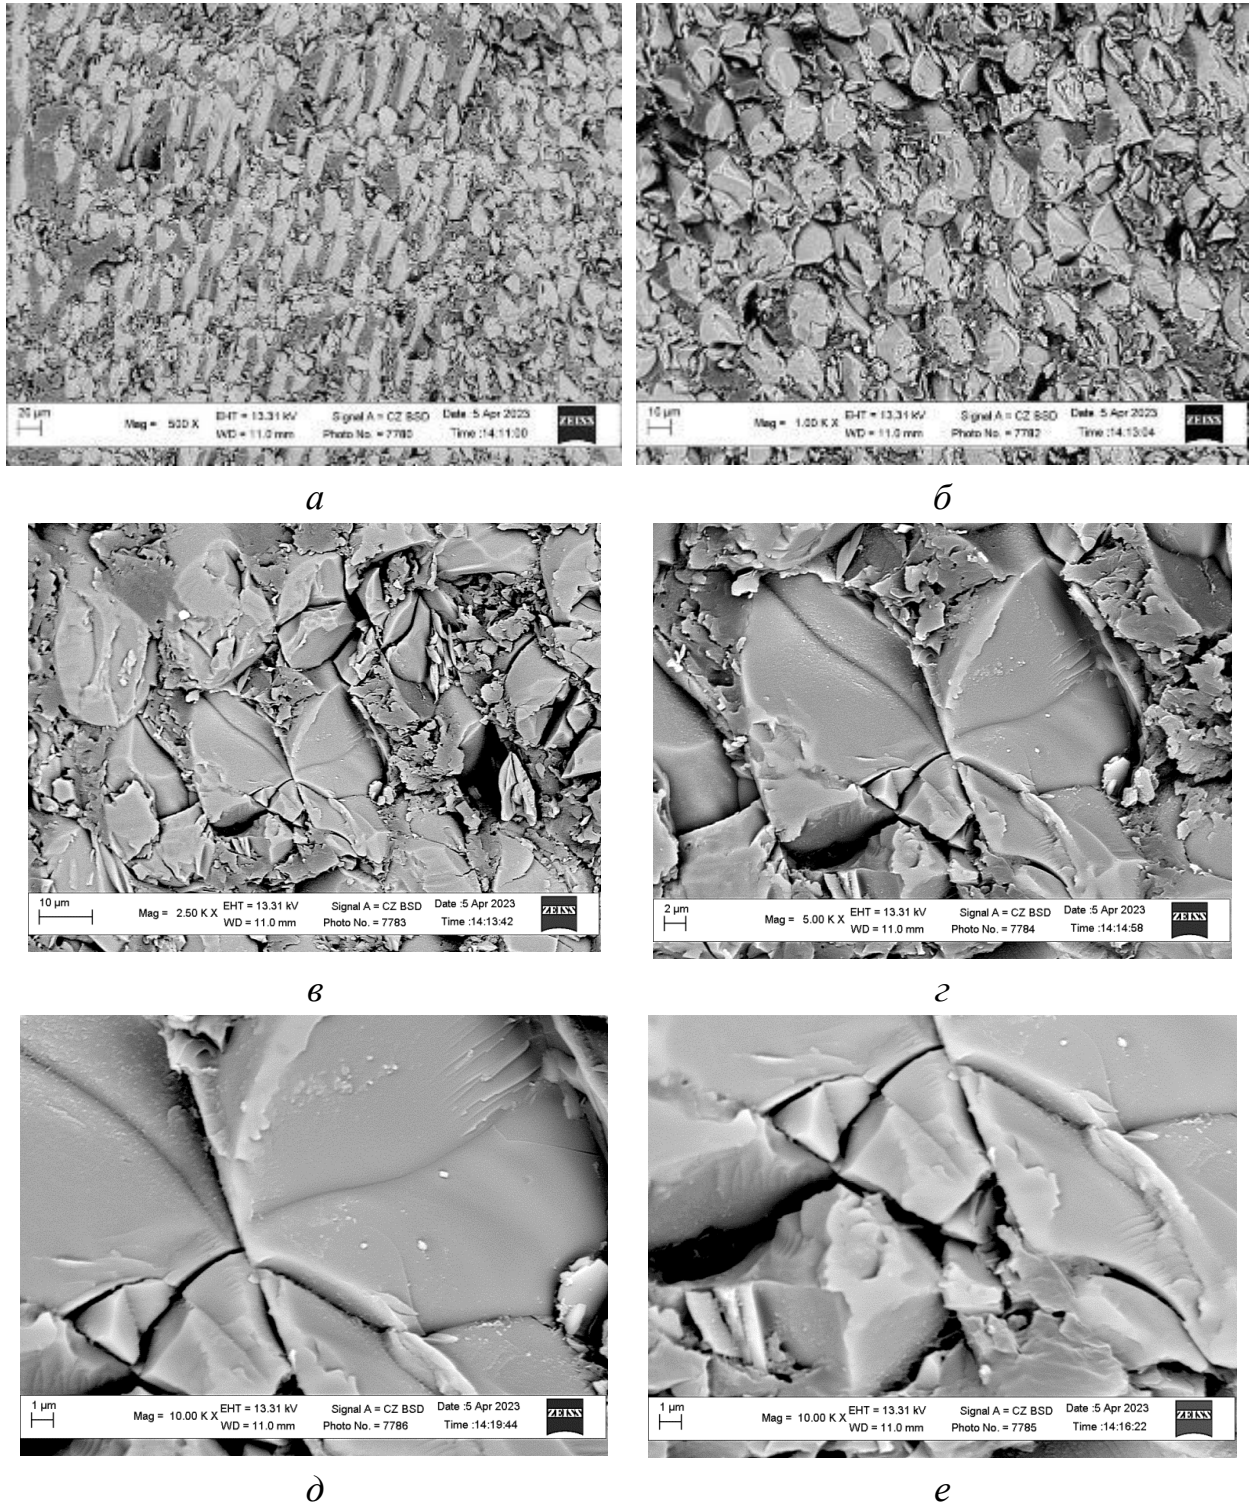 20 µm
Mag = 500 X
EHT = 13.31 kV
WD = 11.0 mm
Signal A = CZ BSD
Photo No. = 7780
Date :5 Apr 2023
Time :14:11:00
ZEISS
а
10 µm
Mag = 1.00 K X
EHT = 13.31 kV
WD = 11.0 mm
Signal A = CZ BSD
Photo No. = 7782
Date :5 Apr 2023
Time :14:13:04
ZEISS
б
10 µm
Mag = 2.50 K X
EHT = 13.31 kV
WD = 11.0 mm
Signal A = CZ BSD
Photo No. = 7783
Date :5 Apr 2023
Time :14:13:42
ZEISS
в
2 µm
Mag = 5.00 K X
EHT = 13.31 kV
WD = 11.0 mm
Signal A = CZ BSD
Photo No. = 7784
Date :5 Apr 2023
Time :14:14:58
ZEISS
г
1 µm
Mag = 10.00 K X
EHT = 13.31 kV
WD = 11.0 mm
Signal A = CZ BSD
Photo No. = 7786
Date :5 Apr 2023
Time :14:19:44
ZEISS
д
1 µm
Mag = 10.00 K X
EHT = 13.31 kV
WD = 11.0 mm
Signal A = CZ BSD
Photo No. = 7785
Date :5 Apr 2023
Time :14:16:22
ZEISS
е